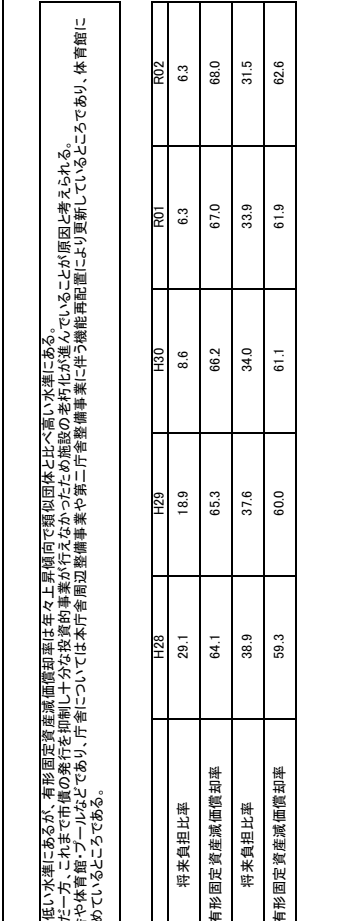 低い水準にあるが、有形固定資産減価償却率は年々上昇傾向で類似団体と比べ高い水準にある。
だ一方、これまで市債の発行を抑制し十分な投資的事業が行えなかったため施設の老朽化が進んでいることが原因と考えられる。
や体育館・プールなどであり、庁舎については本庁舎周辺整備事業や第二庁舎整備事業に伴う機能再配置により更新しているところであり、体育館に
めているところである。
H28 H29 H30 R01 R02
将来負担比率 29.1 18.9 8.6 6.3 6.3
有形固定資産減価償却率 64.1 65.3 66.2 67.0 68.0
将来負担比率 38.9 37.6 34.0 33.9 31.5
有形固定資産減価償却率 59.3 60.0 61.1 61.9 62.6